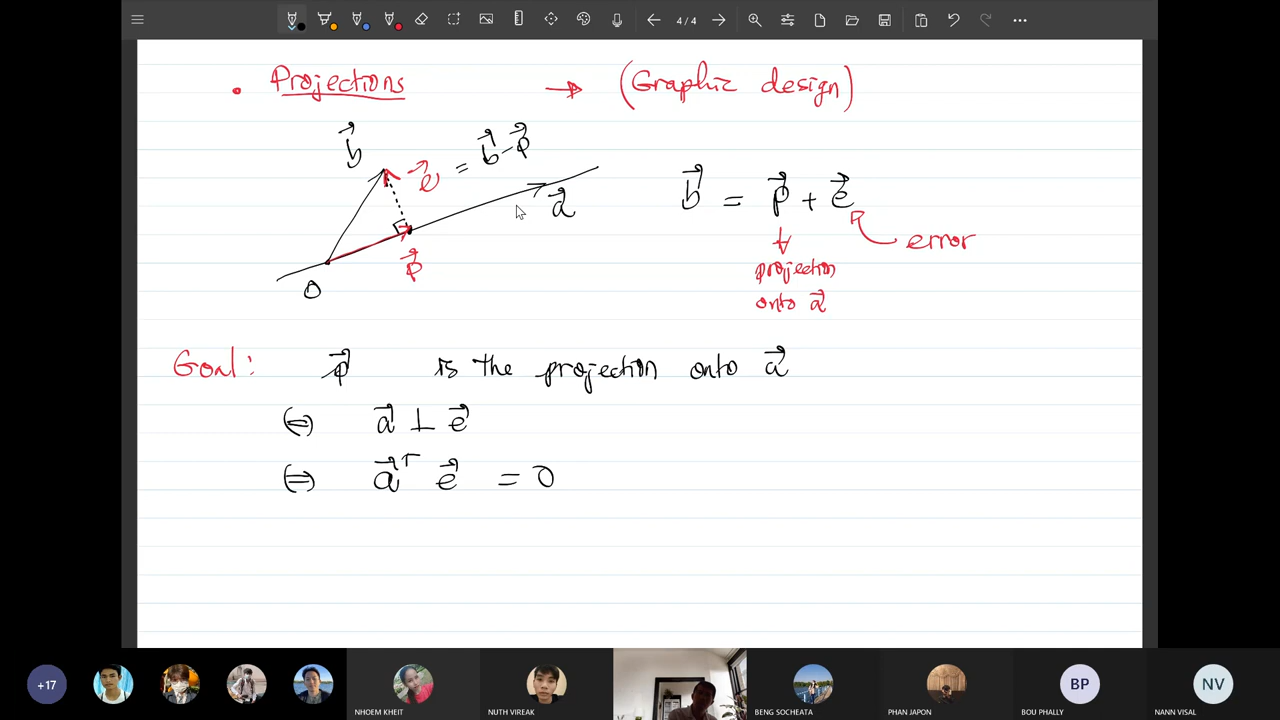 4/4
• Projections → (Graphic design)
b⃗
e⃗ = b⃗ - p⃗
a⃗
p⃗
O
b⃗ = p⃗ + e⃗
error
projection
onto a⃗
Goal: p⃗ is the projection onto a⃗
⇔ a⃗ ⊥ e⃗
⇔ a⃗ᵀ e⃗ = 0
+17
NHOEM KHEIT
NUTH VIREAK
BENG SOCHEATA
PHAN JAPON
BP
BOU PHALLY
NV
NANN VISAL